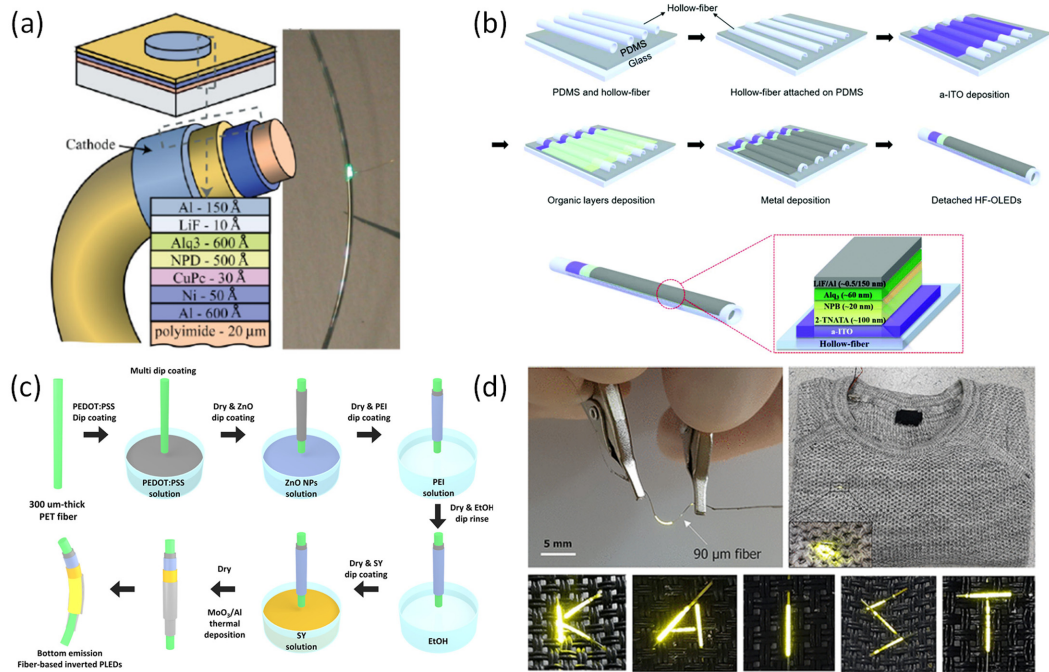 (a)
Cathode
Al - 150 Å
LiF - 10 Å
Alq3 - 600 Å
NPD - 500 Å
CuPc - 30 Å
Ni - 50 Å
Al - 600 Å
polyimide - 20 μm
(b)
Hollow-fiber
PDMS
Glass
PDMS and hollow-fiber
Hollow-fiber attached on PDMS
a-ITO deposition
Organic layers deposition
Metal deposition
Detached HF-OLEDs
LiF/Al (~0.5/150 nm)
Alq₃ (~60 nm)
NPB (~20 nm)
2-TNATA (~100 nm)
a-ITO
Hollow-fiber
(c)
Multi dip coating
PEDOT:PSS
Dip coating
Dry & ZnO
dip coating
Dry & PEI
dip coating
300 um-thick
PET fiber
PEDOT:PSS
solution
ZnO NPs
solution
PEI
solution
Dry & EtOH
dip rinse
Dry
MoO₃/Al
thermal
deposition
Dry & SY
dip coating
Bottom emission
Fiber-based inverted PLEDs
SY
solution
EtOH
(d)
5 mm
90 μm fiber
K A I S T